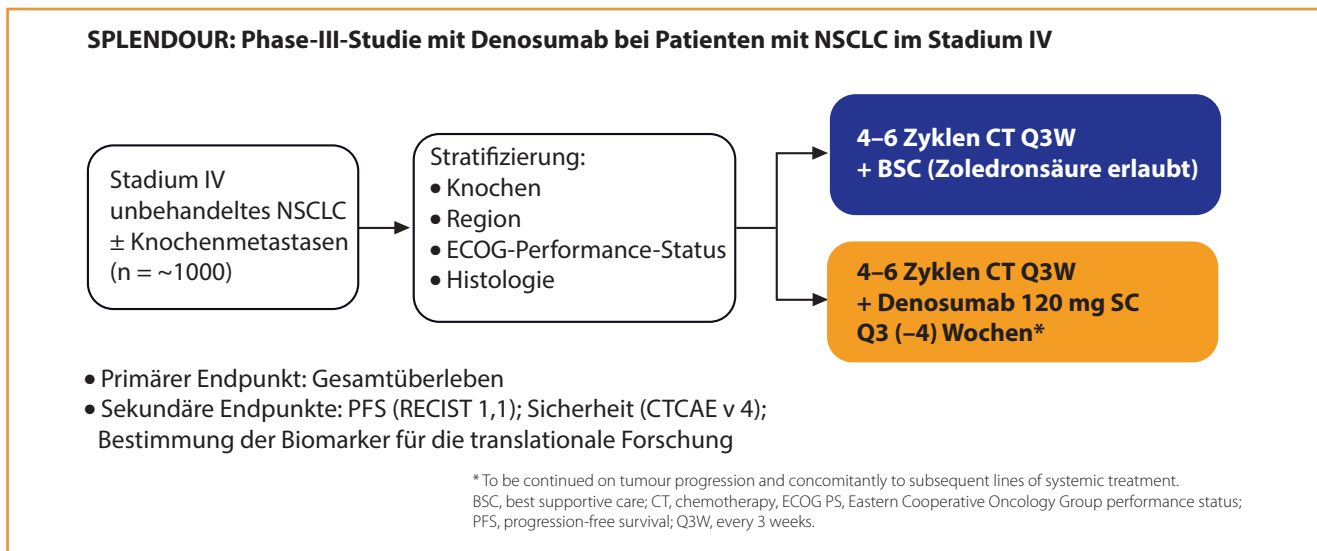 SPLENDOUR: Phase-III-Studie mit Denosumab bei Patienten mit NSCLC im Stadium IV
Stadium IV
unbehandeltes NSCLC
± Knochenmetastasen
(n = ~1000)
Stratifizierung:
• Knochen
• Region
• ECOG-Performance-Status
• Histologie
4–6 Zyklen CT Q3W
+ BSC (Zoledronsäure erlaubt)
4–6 Zyklen CT Q3W
+ Denosumab 120 mg SC
Q3 (–4) Wochen*
• Primärer Endpunkt: Gesamtüberleben
• Sekundäre Endpunkte: PFS (RECIST 1,1); Sicherheit (CTCAE v 4);
Bestimmung der Biomarker für die translationale Forschung
* To be continued on tumour progression and concomitantly to subsequent lines of systemic treatment.
BSC, best supportive care; CT, chemotherapy, ECOG PS, Eastern Cooperative Oncology Group performance status;
PFS, progression-free survival; Q3W, every 3 weeks.